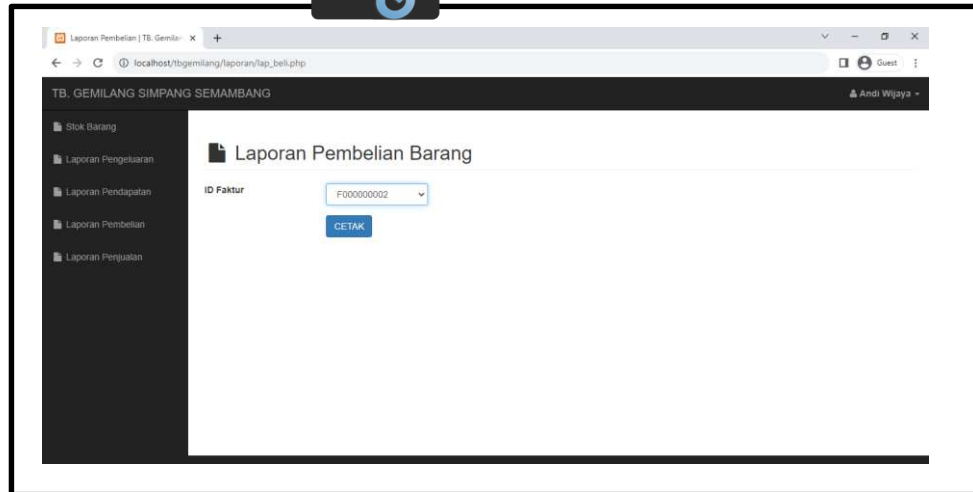 Laporan Pembelian | TB. Gemilan
localhost/tbgemilang/laporan/lap_beli.php
Guest
TB. GEMILANG SIMPANG SEMAMBANG
Andi Wijaya
Stok Barang
Laporan Pengeluaran
Laporan Pendapatan
Laporan Pembelian
Laporan Penjualan
Laporan Pembelian Barang
ID Faktur
F000000002
CETAK